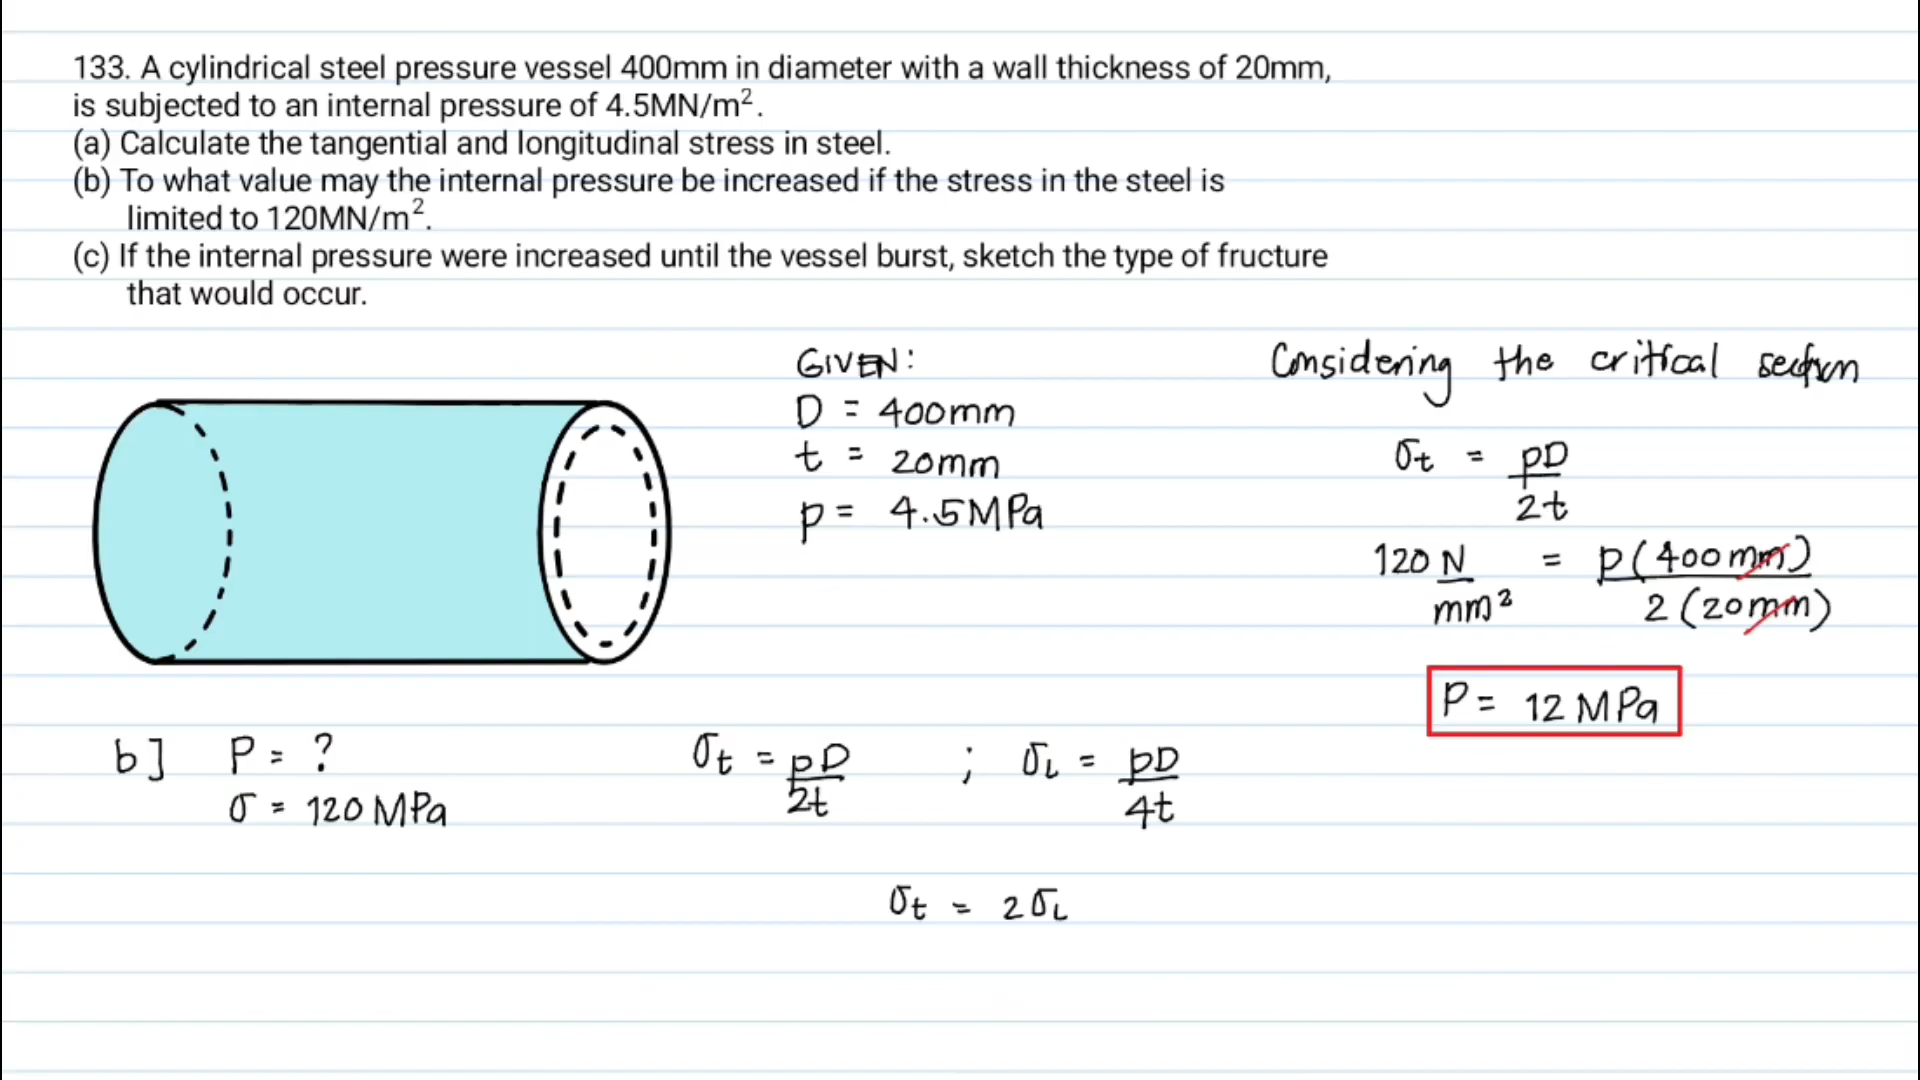 133. A cylindrical steel pressure vessel 400mm in diameter with a wall thickness of 20mm,
is subjected to an internal pressure of 4.5MN/m².
(a) Calculate the tangential and longitudinal stress in steel.
(b) To what value may the internal pressure be increased if the stress in the steel is
limited to 120MN/m².
(c) If the internal pressure were increased until the vessel burst, sketch the type of fructure
that would occur.
GIVEN:
D = 400mm
t = 20mm
p = 4.5MPa
b] P = ?
σ = 120 MPa
σt = pD/2t ; σL = pD/4t
σt = 2σL
Considering the critical section
σt = pD/2t
120 N/mm² = p(400mm)/2(20mm)
P = 12 MPa